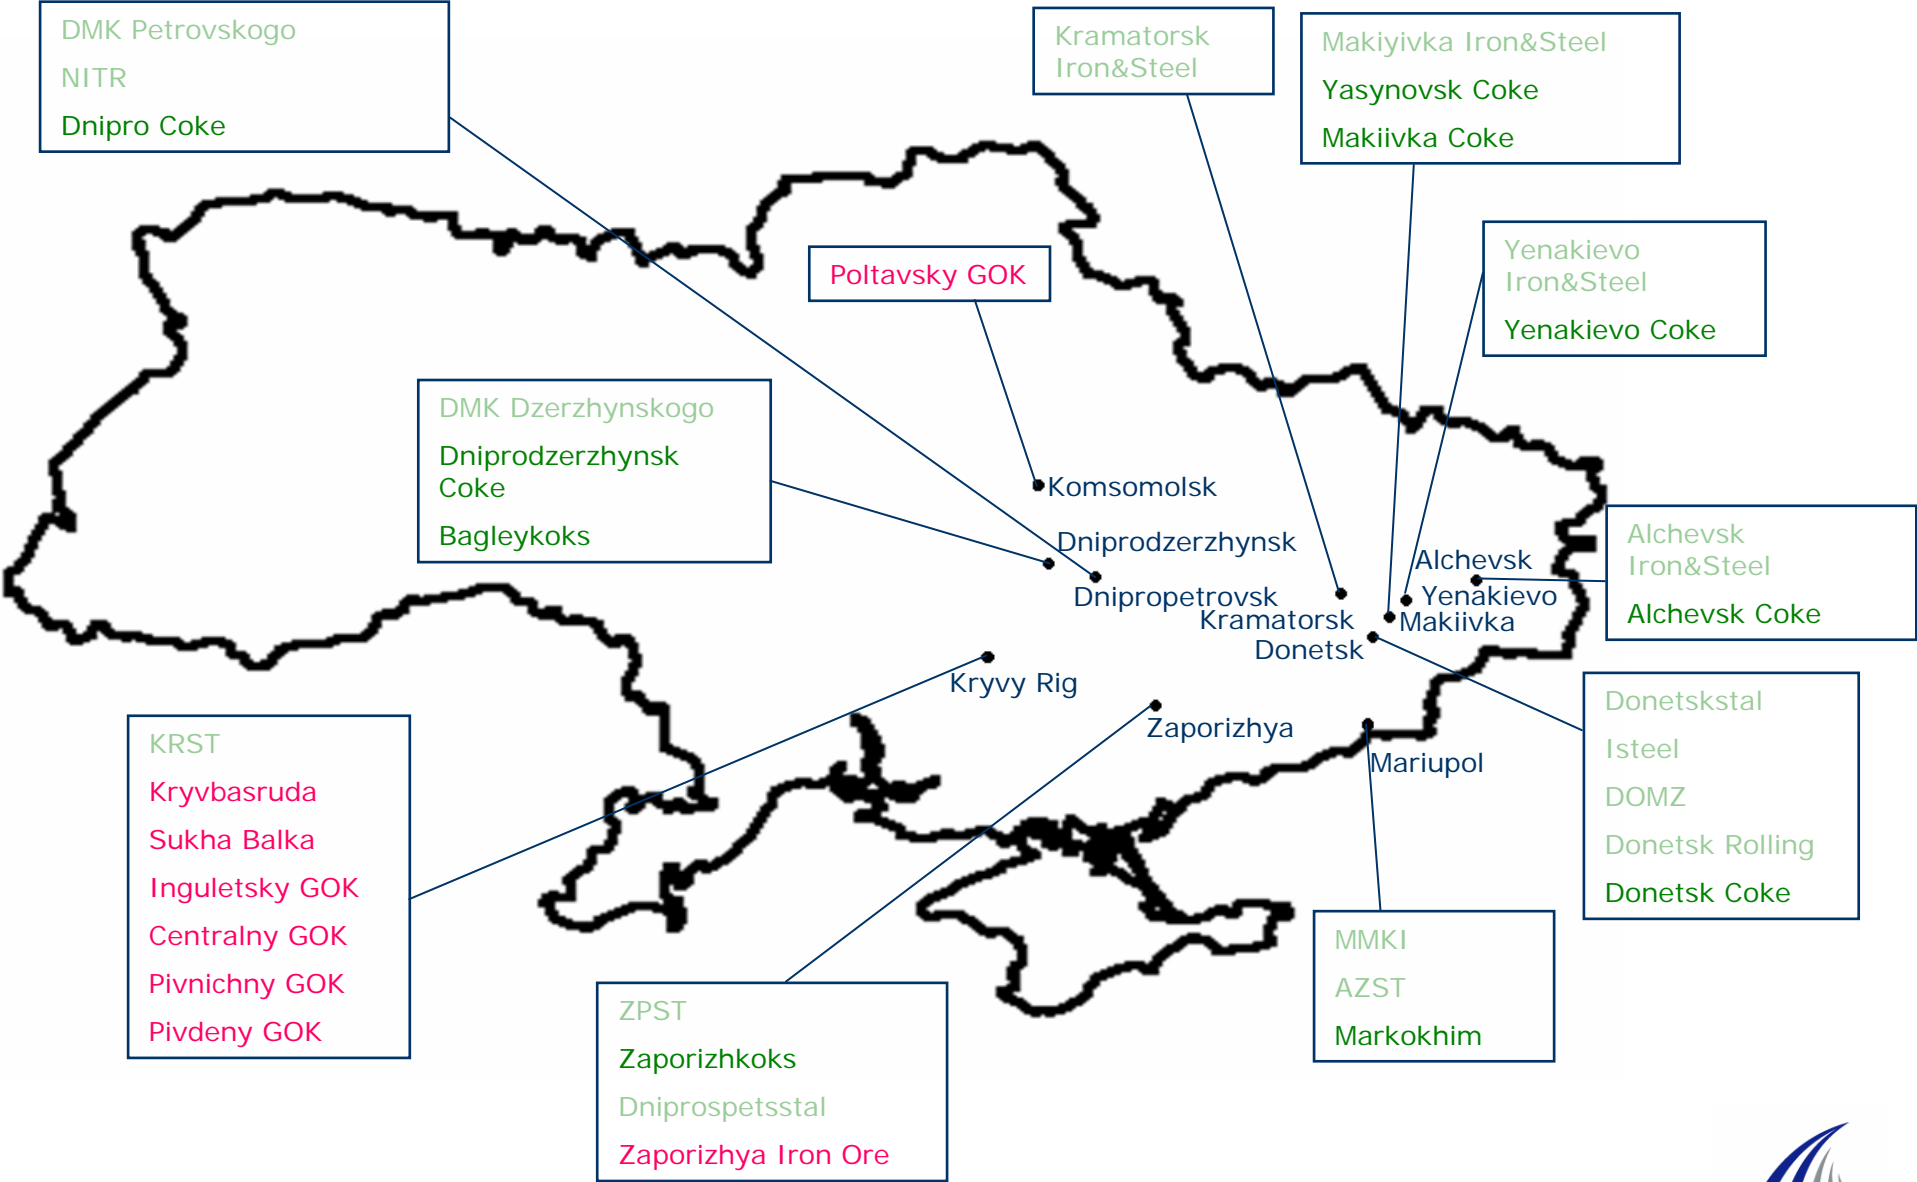 DMK Petrovskogo
NITR
Dnipro Coke
Kramatorsk
Iron&Steel
Makiyivka Iron&Steel
Yasynovsk Coke
Makiivka Coke
Poltavsky GOK
Yenakievo
Iron&Steel
Yenakievo Coke
DMK Dzerzhynskogo
Dniprodzerzhynsk
Coke
Bagleykoks
Komsomolsk
Dniprodzerzhynsk
Dnipropetrovsk
Alchevsk
Yenakievo
Kramatorsk
Makiivka
Donetsk
Alchevsk
Iron&Steel
Alchevsk Coke
Kryvy Rig
Zaporizhya
Mariupol
Donetskstal
Isteel
DOMZ
Donetsk Rolling
Donetsk Coke
KRST
Kryvbasruda
Sukha Balka
Inguletsky GOK
Centralny GOK
Pivnichny GOK
Pivdeny GOK
ZPST
Zaporizhkoks
Dniprospetsstal
Zaporizhya Iron Ore
MMKI
AZST
Markokhim